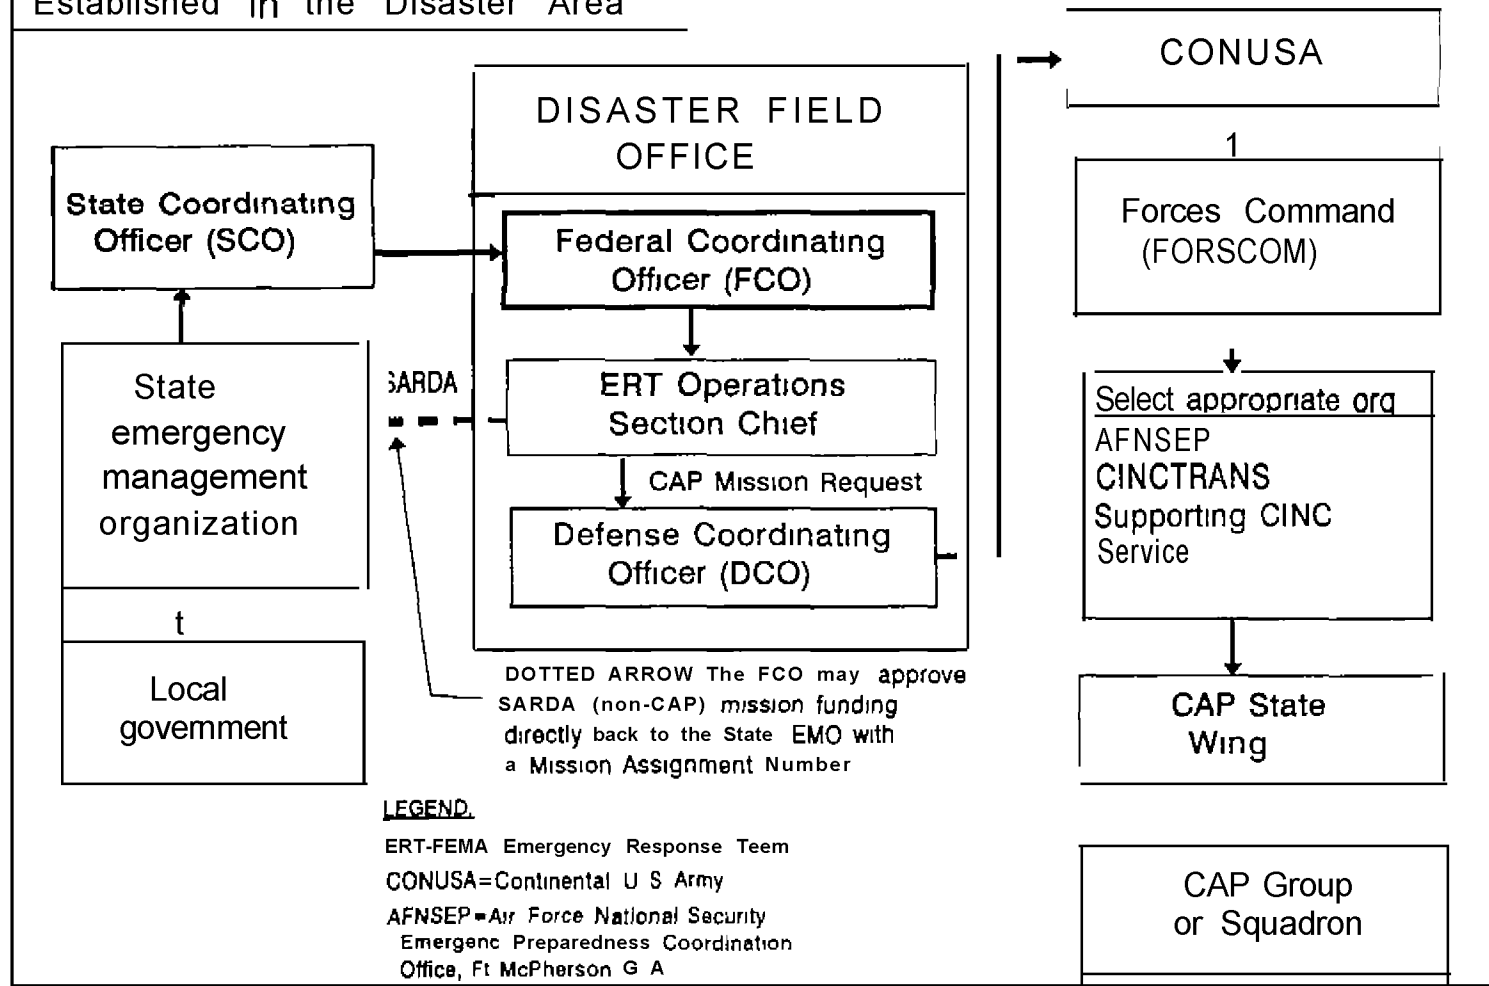 Established in the Disaster Area
CONUSA
DISASTER FIELD
OFFICE
1
State Coordinating
Officer (SCO)
Federal Coordinating
Officer (FCO)
Forces Command
(FORSCOM)
State
emergency
management
organization
SARDA
ERT Operations
Section Chief
CAP Mission Request
Defense Coordinating
Officer (DCO)
Select appropriate org
AFNSEP
CINCTRANS
Supporting CINC
Service
t
Local
government
DOTTED ARROW The FCO may approve
SARDA (non-CAP) mission funding
directly back to the State EMO with
a Mission Assignment Number
CAP State
Wing
LEGEND.
ERT-FEMA Emergency Response Teem
CONUSA=Continental U S Army
AFNSEP=Air Force National Security
Emergenc Preparedness Coordination
Office, Ft McPherson G A
CAP Group
or Squadron